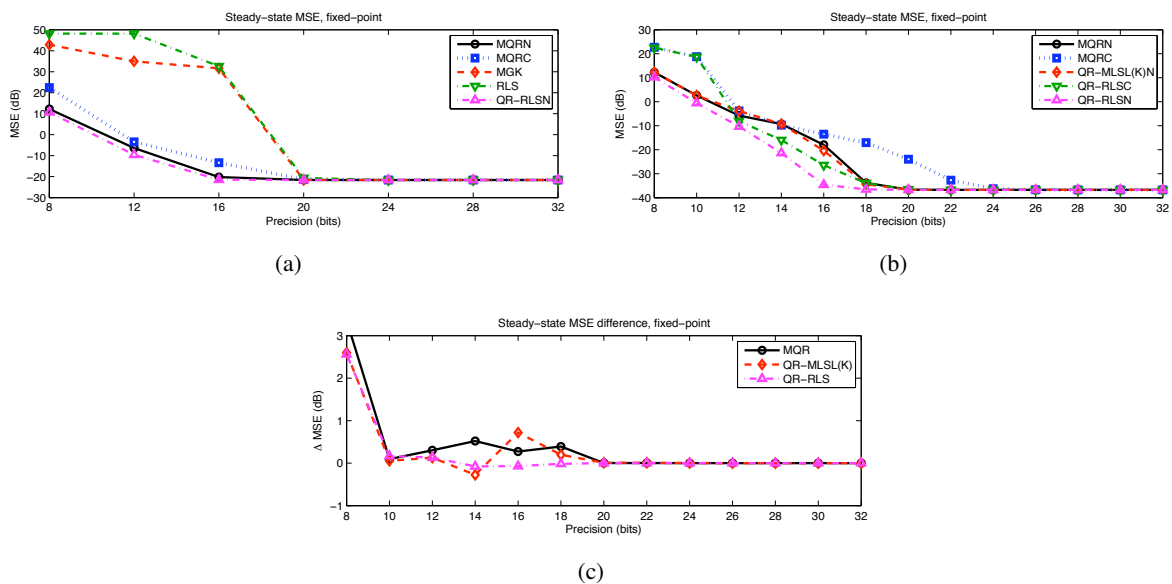 Steady−state MSE, fixed−point
50
40
30
20
10
0
−10
−20
−30
MSE (dB)
8
12
16
20
24
28
32
Precision (bits)
MQRN
MQRC
MGK
RLS
QR−RLSN
(a)
Steady−state MSE, fixed−point
30
20
10
0
−10
−20
−30
−40
MSE (dB)
8
10
12
14
16
18
20
22
24
26
28
30
32
Precision (bits)
MQRN
MQRC
QR−MLSL(K)N
QR−RLSC
QR−RLSN
(b)
Steady−state MSE difference, fixed−point
3
2
1
0
−1
Δ MSE (dB)
8
10
12
14
16
18
20
22
24
26
28
30
32
Precision (bits)
MQR
QR−MLSL(K)
QR−RLS
(c)